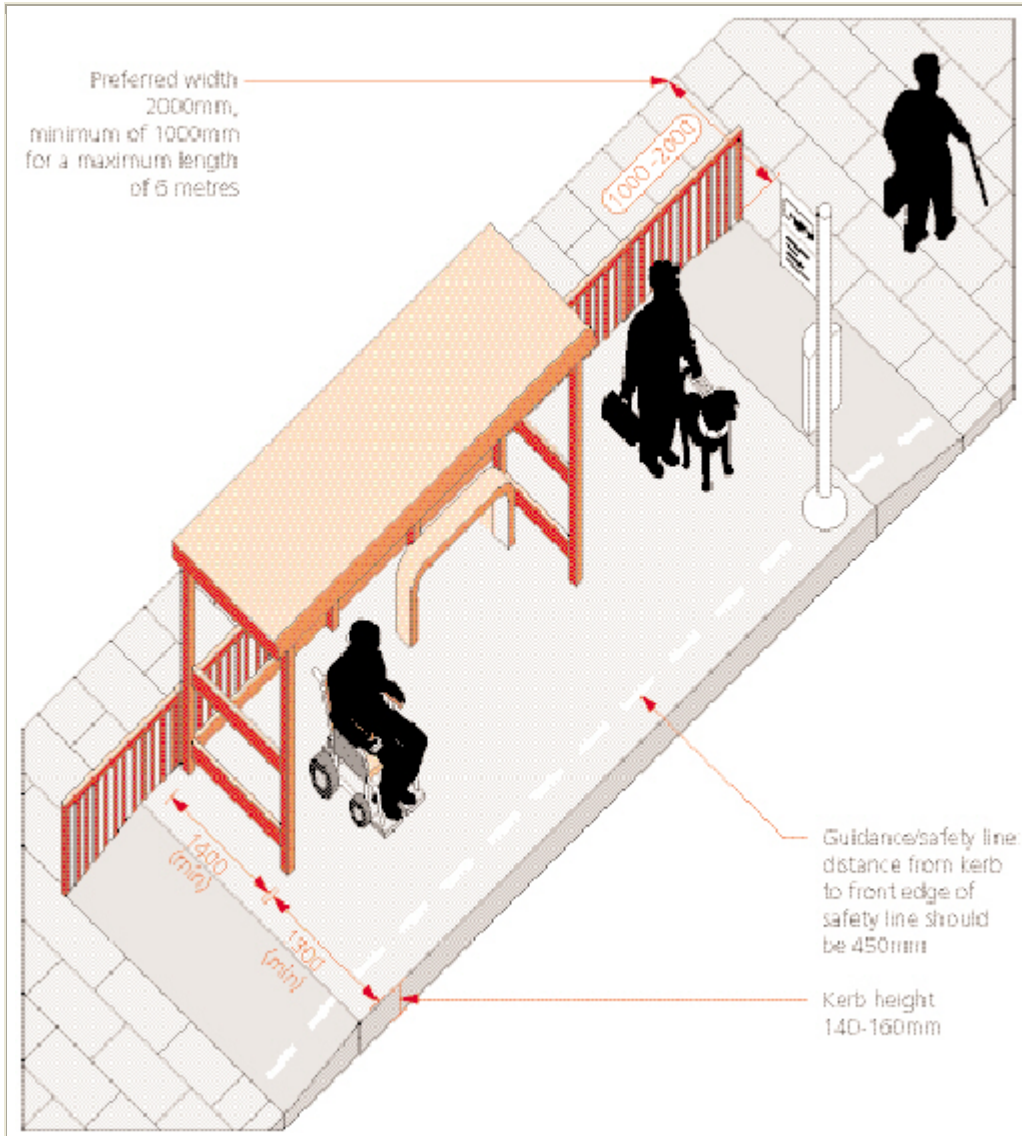 Preferred width
2000mm,
minimum of 1000mm
for a maximum length
of 6 metres
1000-2000
1400
(min)
1300
(min)
Guidance/safety line:
distance from kerb
to front edge of
safety line should
be 450mm
Kerb height
140-160mm